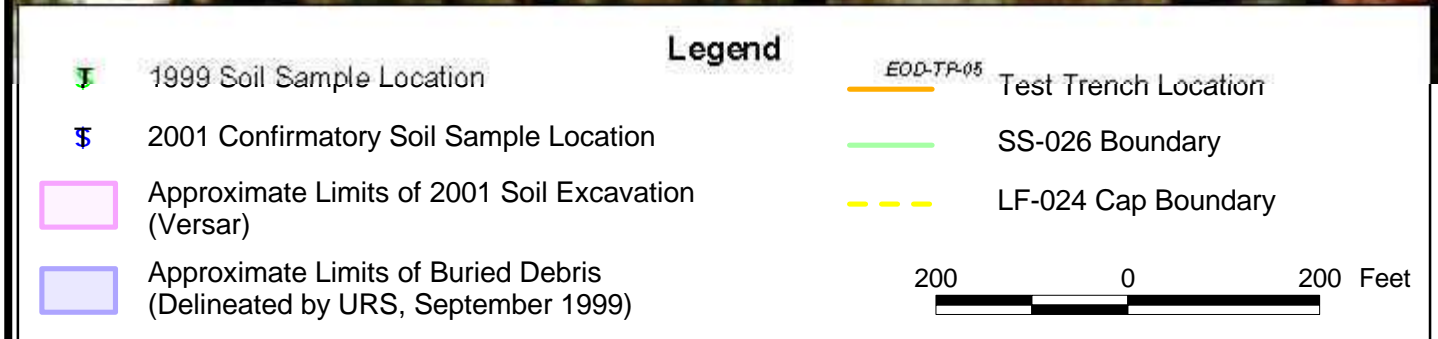 Legend
1999 Soil Sample Location
2001 Confirmatory Soil Sample Location
Approximate Limits of 2001 Soil Excavation
(Versar)
Approximate Limits of Buried Debris
(Delineated by URS, September 1999)
EOD-TP-05
Test Trench Location
SS-026 Boundary
LF-024 Cap Boundary
200 0 200 Feet